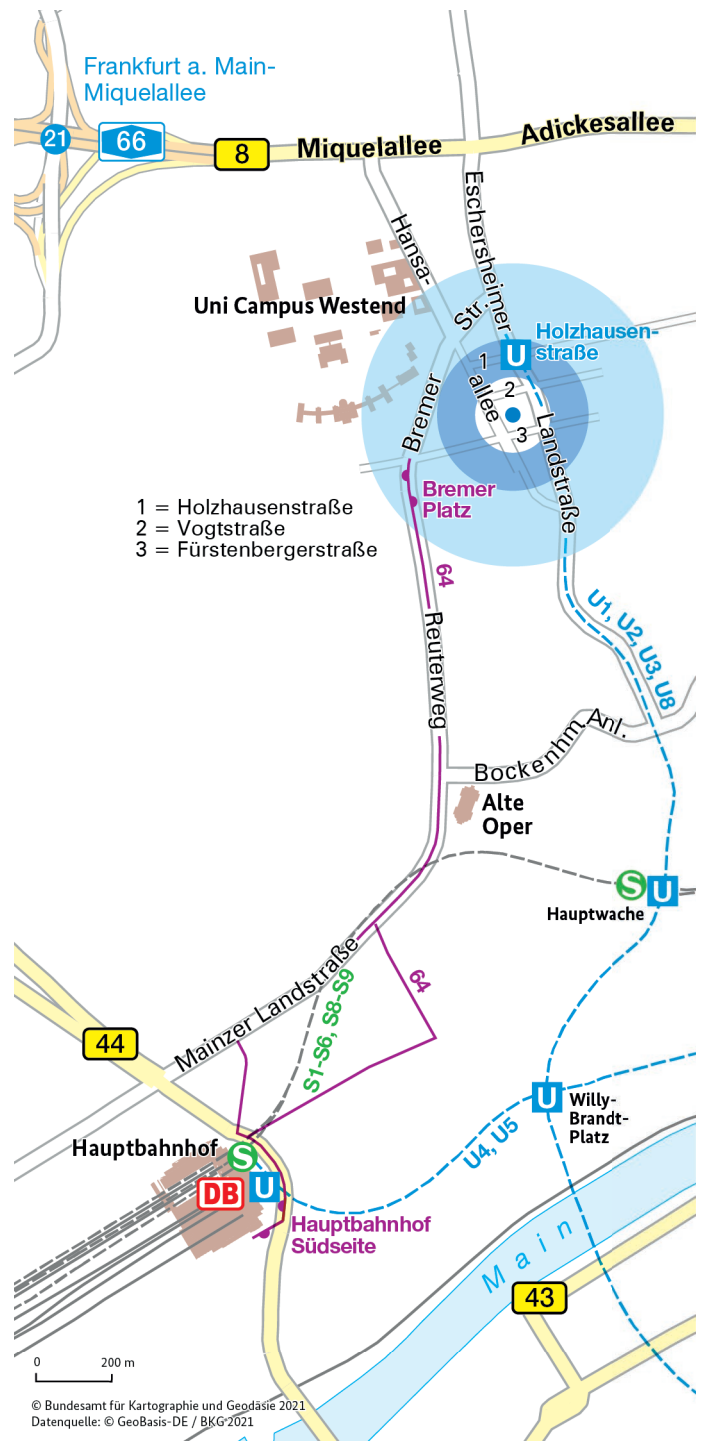 Frankfurt a. Main-
Miquelallee
21
66
8
Miquelallee
Adickesallee
Hansa-
allee
Eschersheimer
Landstraße
Str.
Uni Campus Westend
Holzhausen-
straße
U
1
2
3
Bremer
Bremer
Platz
1 = Holzhausenstraße
2 = Vogtstraße
3 = Fürstenbergerstraße
64
U1, U2, U3, U8
Reuterweg
Bockenhm. Anl.
Alte
Oper
S
U
Hauptwache
Mainzer Landstraße
64
S1-S6, S8-S9
44
U
Willy-
Brandt-
Platz
U4, U5
Hauptbahnhof
S
DB
U
Hauptbahnhof
Südseite
Main
43
0 200 m
© Bundesamt für Kartographie und Geodäsie 2021
Datenquelle: © GeoBasis-DE / BKG 2021